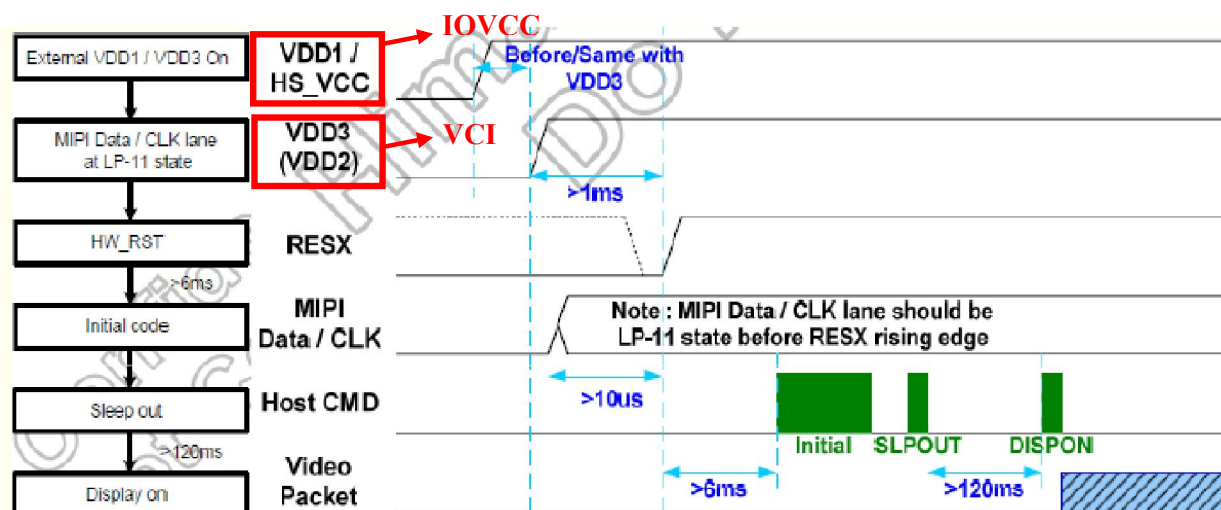 IOVCC
External VDD1 / VDD3 On
VDD1 /
HS_VCC
Before/Same with
VDD3
MIPI Data / CLK lane
at LP-11 state
VDD3
(VDD2)
VCI
>1ms
HW_RST
RESX
>6ms
Initial code
MIPI
Data / CLK
Note : MIPI Data / CLK lane should be
LP-11 state before RESX rising edge
>10us
Sleep out
Host CMD
Initial
SLPOUT
DISPON
>120ms
Display on
Video
Packet
>6ms
>120ms